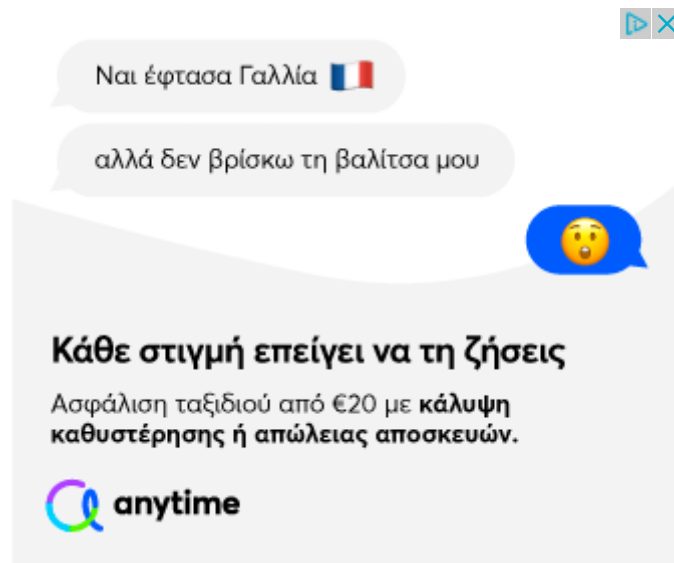 Ναι έφτασα Γαλλία 🇫🇷
αλλά δεν βρίσκω τη βαλίτσα μου
😲
Κάθε στιγμή επείγει να τη ζήσεις
Ασφάλιση ταξιδιού από €20 με κάλυψη
καθυστέρησης ή απώλειας αποσκευών.
anytime